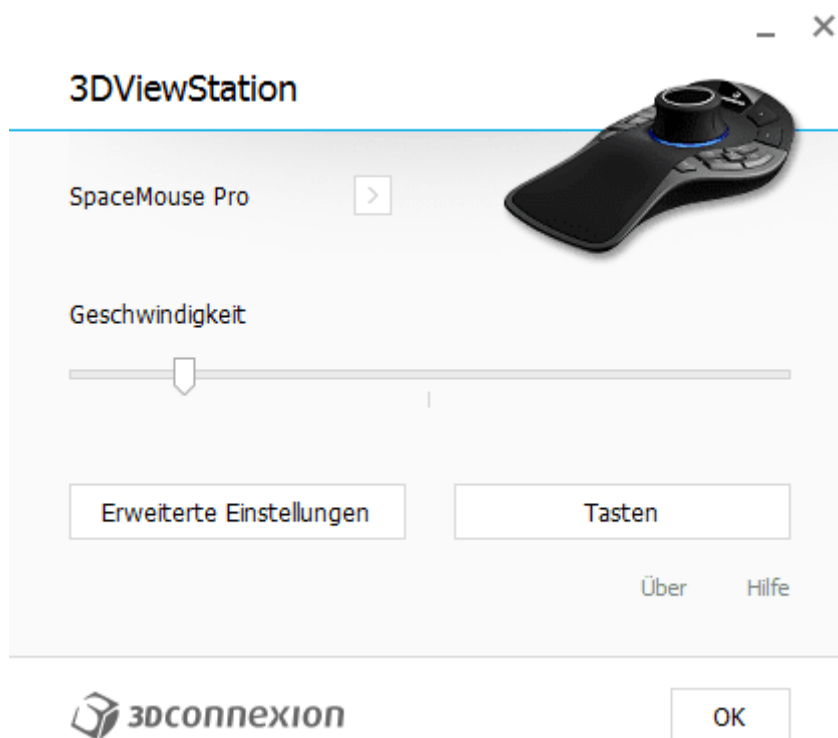 3DViewStation
SpaceMouse Pro
Geschwindigkeit
Erweiterte Einstellungen
Tasten
Über
Hilfe
3Dconnexion
OK